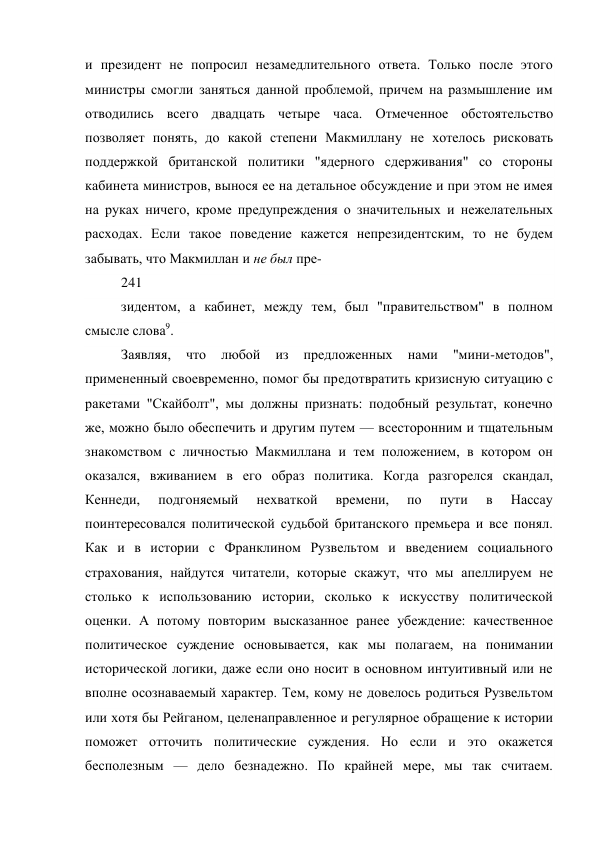 и президент не попросил незамедлительного ответа. Только после этого
министры смогли заняться данной проблемой, причем на размышление им
отводились всего двадцать четыре часа. Отмеченное обстоятельство
позволяет понять, до какой степени Макмиллану не хотелось рисковать
поддержкой британской политики "ядерного сдерживания" со стороны
кабинета министров, вынося ее на детальное обсуждение и при этом не имея
на руках ничего, кроме предупреждения о значительных и нежелательных
расходах. Если такое поведение кажется непрезидентским, то не будем
забывать, что Макмиллан и не был пре-
241
зидентом, а кабинет, между тем, был "правительством" в полном
смысле слова9.
Заявляя, что любой из предложенных нами "мини-методов",
примененный своевременно, помог бы предотвратить кризисную ситуацию с
ракетами "Скайболт", мы должны признать: подобный результат, конечно
же, можно было обеспечить и другим путем — всесторонним и тщательным
знакомством с личностью Макмиллана и тем положением, в котором он
оказался, вживанием в его образ политика. Когда разгорелся скандал,
Кеннеди, подгоняемый нехваткой времени, по пути в Нассау
поинтересовался политической судьбой британского премьера и все понял.
Как и в истории с Франклином Рузвельтом и введением социального
страхования, найдутся читатели, которые скажут, что мы апеллируем не
столько к использованию истории, сколько к искусству политической
оценки. А потому повторим высказанное ранее убеждение: качественное
политическое суждение основывается, как мы полагаем, на понимании
исторической логики, даже если оно носит в основном интуитивный или не
вполне осознаваемый характер. Тем, кому не довелось родиться Рузвельтом
или хотя бы Рейганом, целенаправленное и регулярное обращение к истории
поможет отточить политические суждения. Но если и это окажется
бесполезным — дело безнадежно. По крайней мере, мы так считаем.